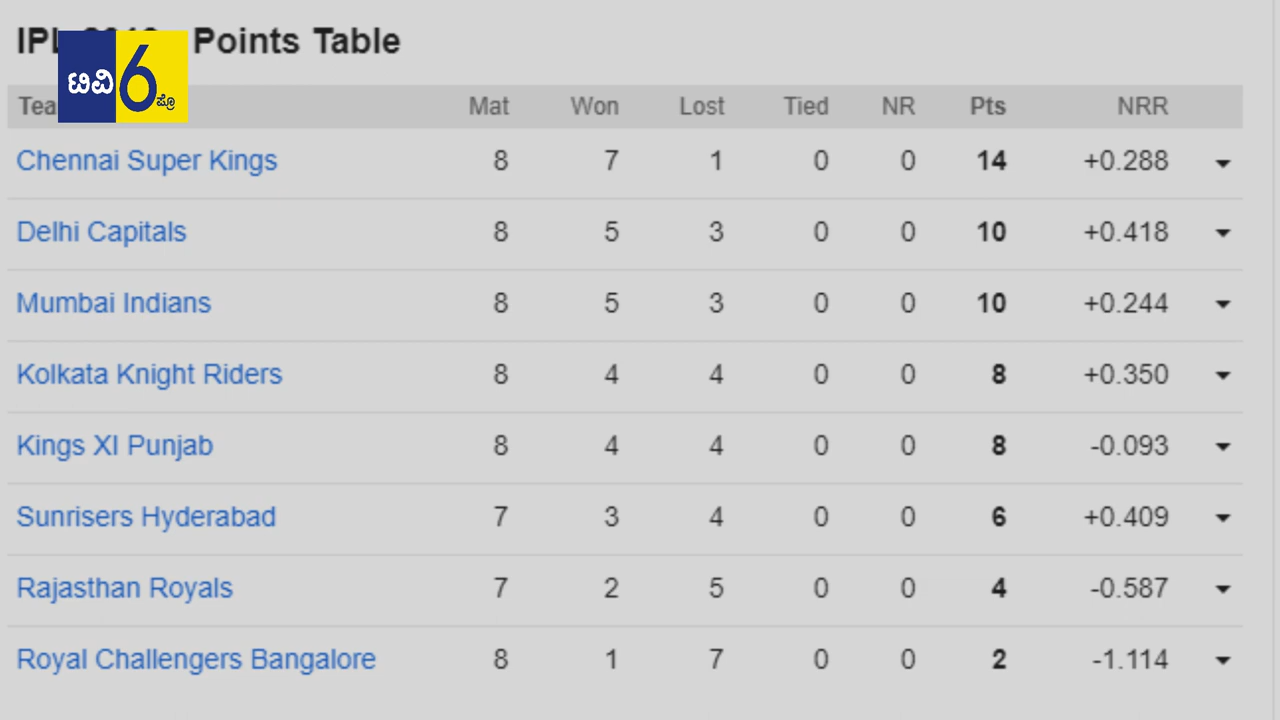 IPL Points Table
ಟಿವಿ 6 ಪ್ರೊ
Mat Won Lost Tied NR Pts NRR
Chennai Super Kings 8 7 1 0 0 14 +0.288
Delhi Capitals 8 5 3 0 0 10 +0.418
Mumbai Indians 8 5 3 0 0 10 +0.244
Kolkata Knight Riders 8 4 4 0 0 8 +0.350
Kings XI Punjab 8 4 4 0 0 8 -0.093
Sunrisers Hyderabad 7 3 4 0 0 6 +0.409
Rajasthan Royals 7 2 5 0 0 4 -0.587
Royal Challengers Bangalore 8 1 7 0 0 2 -1.114